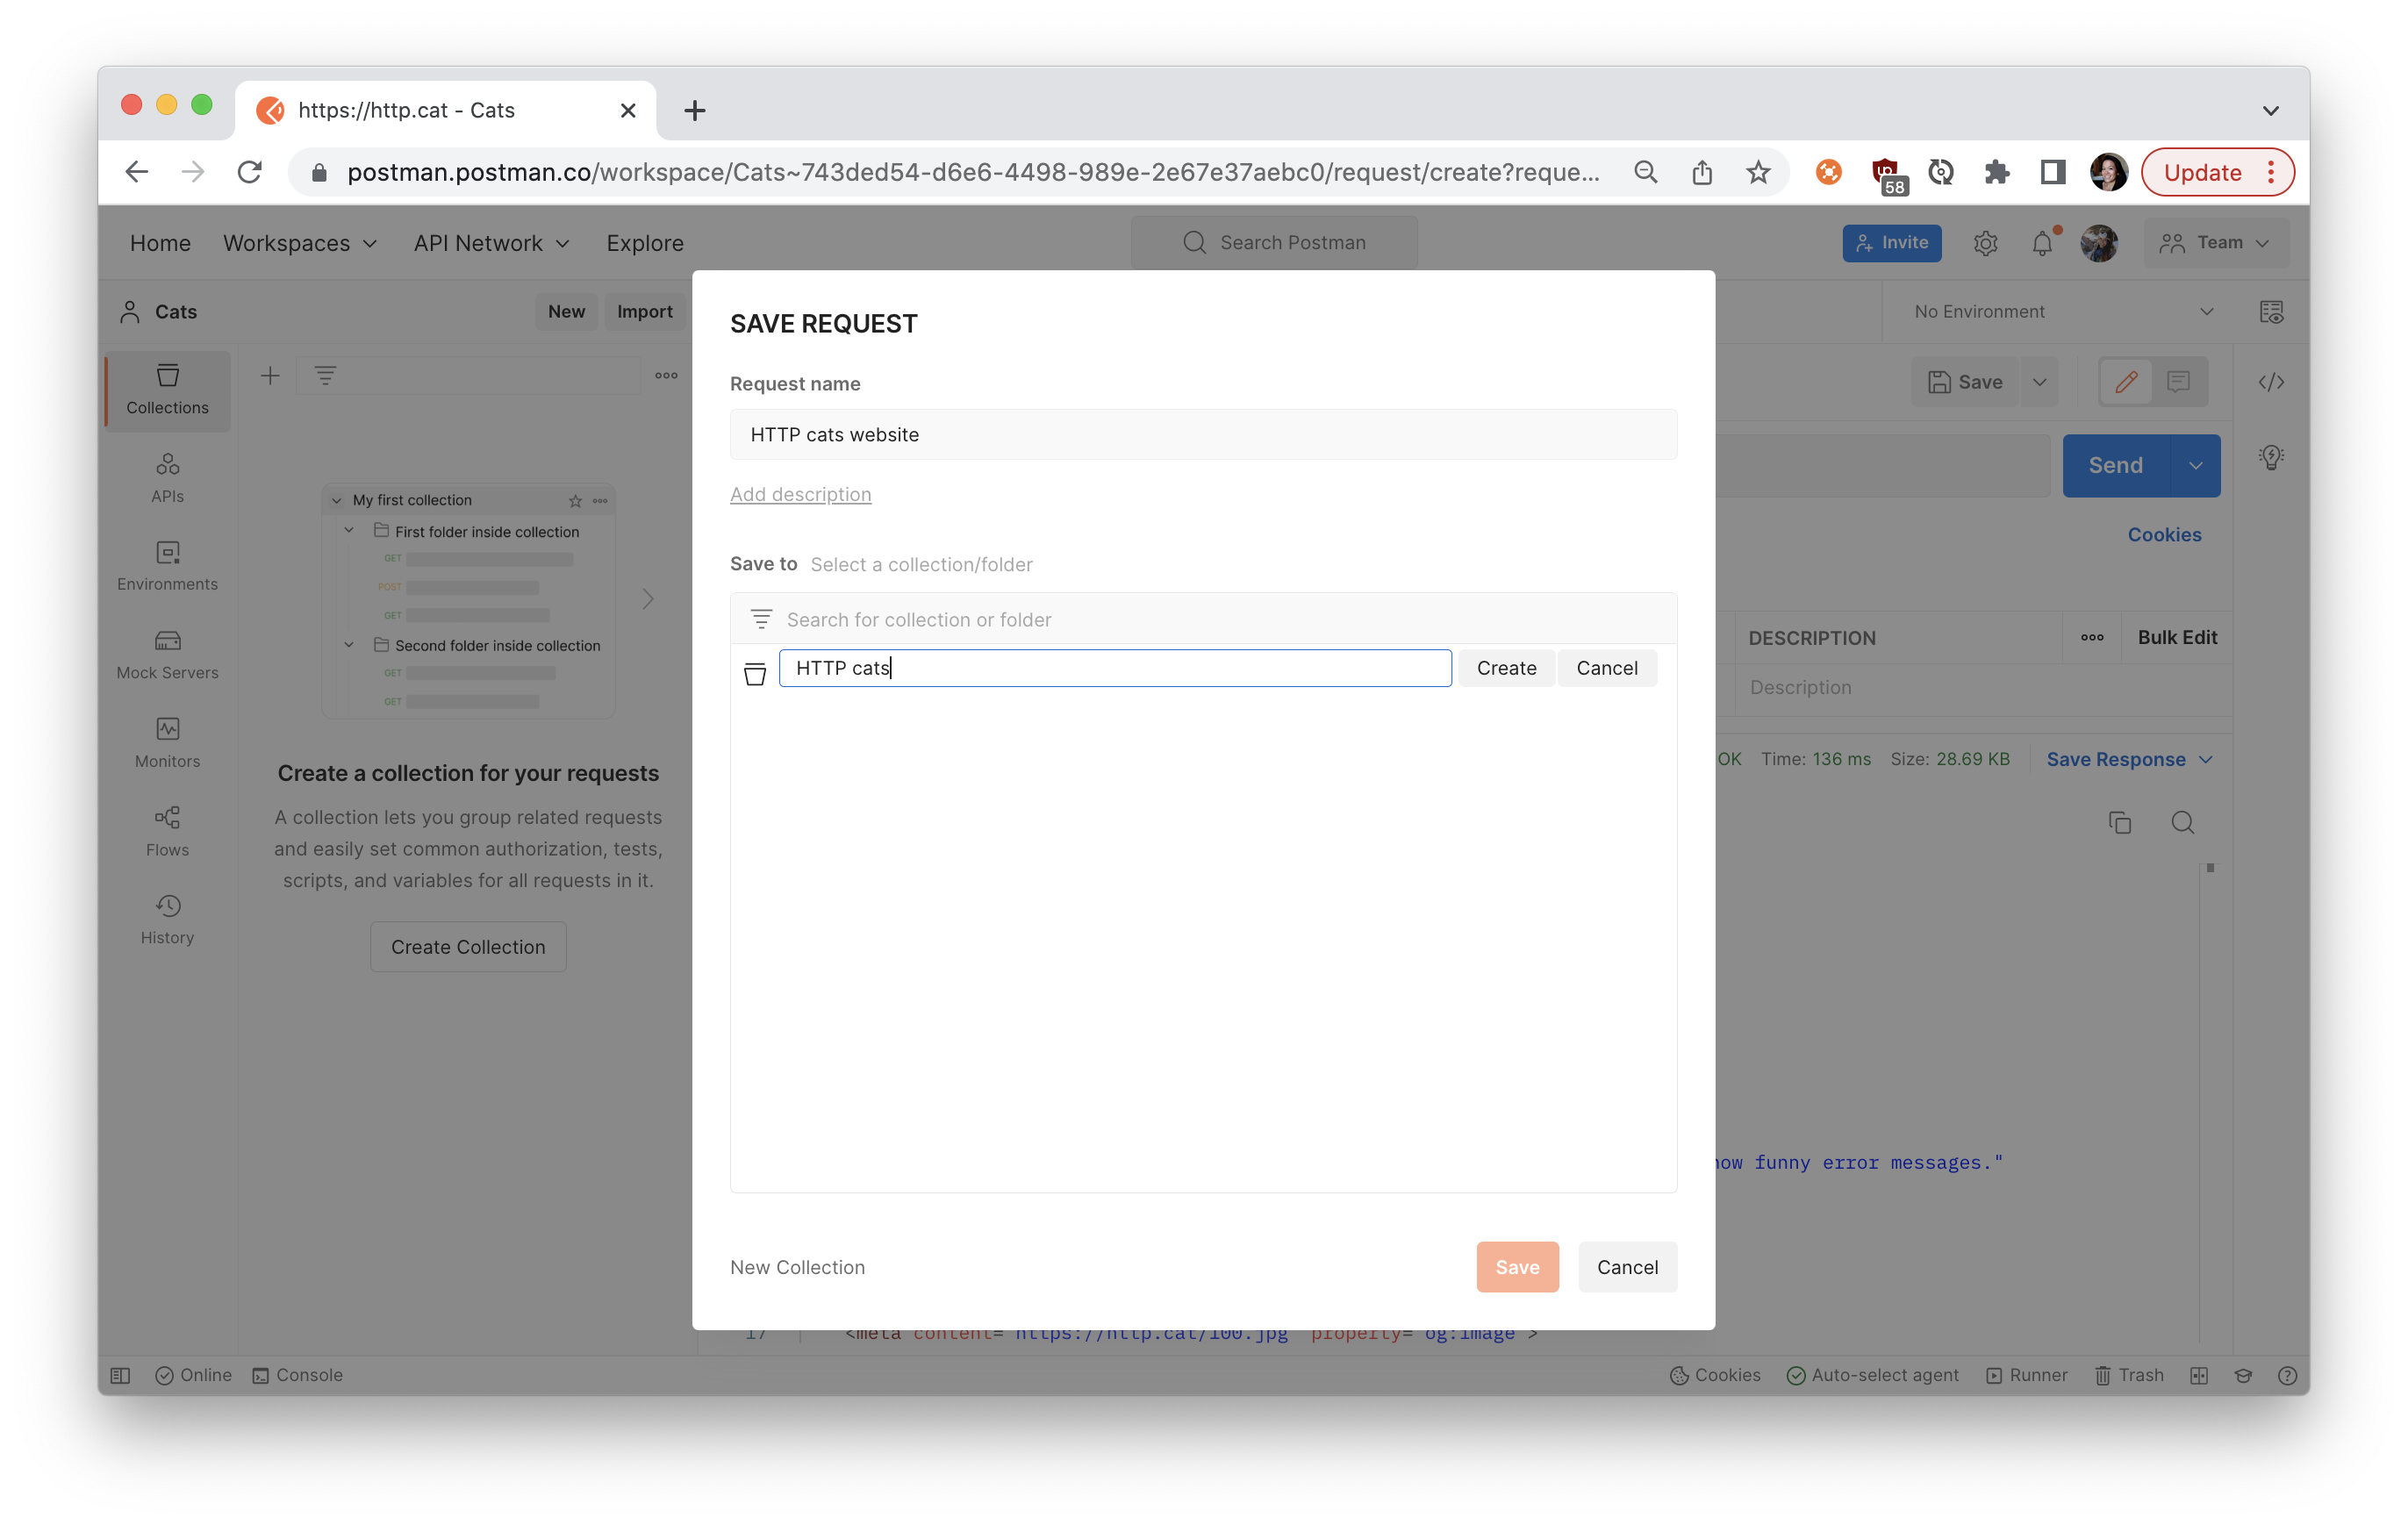 https://http.cat - Cats
postman.postman.co/workspace/Cats~743ded54-d6e6-4498-989e-2e67e37aebc0/request/create?reque...
58
Update
Home Workspaces API Network Explore
Search Postman
Invite
Team
Cats
New
Import
No Environment
SAVE REQUEST
Request name
HTTP cats website
Add description
Save to Select a collection/folder
Search for collection or folder
HTTP cats
Create
Cancel
New Collection
Save
Cancel
Collections
APIs
Environments
Mock Servers
Monitors
Flows
History
My first collection
First folder inside collection
GET
POST
GET
Second folder inside collection
GET
GET
Create a collection for your requests
A collection lets you group related requests
and easily set common authorization, tests,
scripts, and variables for all requests in it.
Create Collection
Save
Send
Cookies
DESCRIPTION
Bulk Edit
Description
OK Time: 136 ms Size: 28.69 KB Save Response
funny error messages."
17 <meta content="https://http.cat/100.jpg" property="og:image">
Online
Console
Cookies
Auto-select agent
Runner
Trash